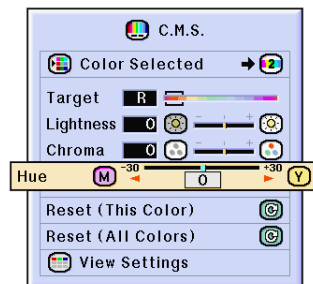 C.M.S.
Color Selected 2
Target R
Lightness 0 - +
Chroma 0 - +
Hue M -30 0 +30 Y
Reset (This Color)
Reset (All Colors)
View Settings